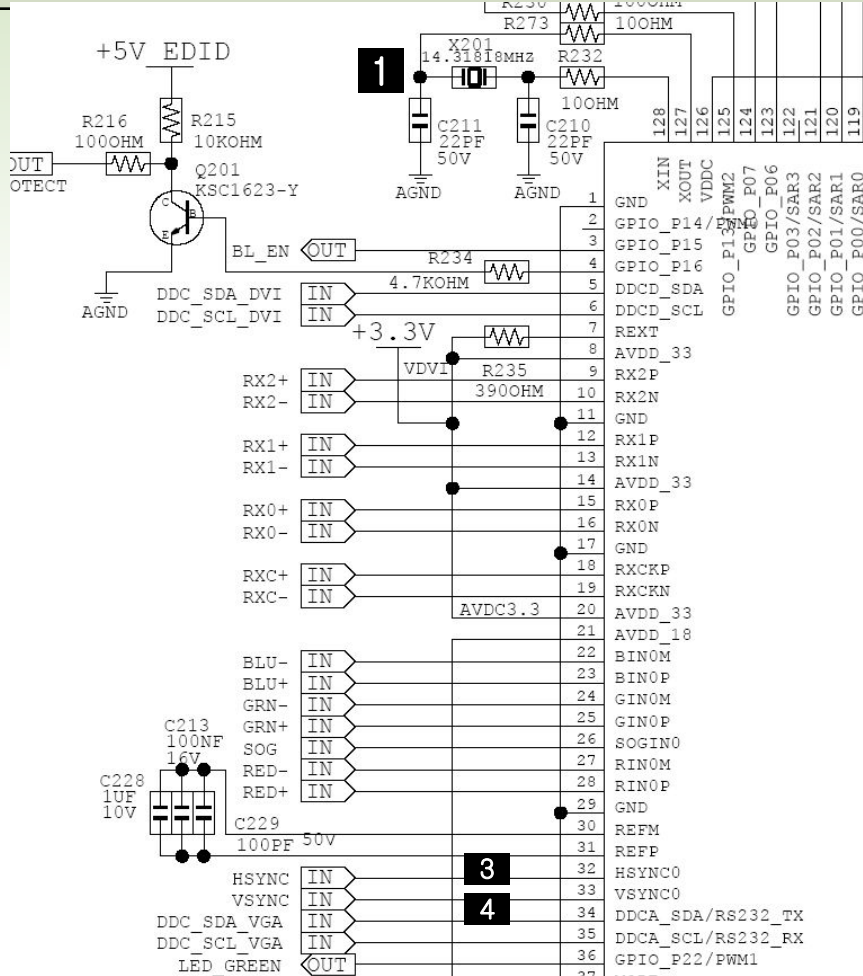 R273
100HM
+5V EDID
1
X201
14.31818MHZ
R232
100HM
R216
1000HM
R215
10KOHM
C211
22PF
50V
C210
22PF
50V
AGND
AGND
128
127
126
125
124
123
122
121
120
119
XIN
XOUT
VDDC
GPIO_P07
GPIO_P06
GPIO_P03/SAR3
GPIO_P02/SAR2
GPIO_P01/SAR1
GPIO_P00/SAR0
Q201
KSC1623-Y
C
B
E
AGND
1 GND
2 GPIO_P14/
BL_EN OUT 3 GPIO_P15
R234
4.7KOHM
4 GPIO_P16
DDC_SDA_DVI IN 5 DDCD_SDA
DDC_SCL_DVI IN 6 DDCD_SCL
+3.3V
7 REXT
8 AVDD_33
VDVI
R235
3900HM
RX2+ IN 9 RX2P
RX2- IN 10 RX2N
11 GND
RX1+ IN 12 RX1P
RX1- IN 13 RX1N
14 AVDD_33
RX0+ IN 15 RX0P
RX0- IN 16 RX0N
17 GND
RXC+ IN 18 RXCKP
RXC- IN 19 RXCKN
AVDC3.3 20 AVDD_33
21 AVDD_18
BLU- IN 22 BIN0M
BLU+ IN 23 BIN0P
GRN- IN 24 GIN0M
GRN+ IN 25 GIN0P
SOG IN 26 SOGIN0
RED- IN 27 RIN0M
RED+ IN 28 RIN0P
C213
100NF
16V
C228
1UF
10V
C229
100PF 50V
29 GND
30 REFM
31 REFP
HSYNC IN 3 32 HSYNC0
VSYNC IN 33 VSYNC0
4
DDC_SDA_VGA IN 34 DDCA_SDA/RS232_TX
DDC_SCL_VGA IN 35 DDCA_SCL/RS232_RX
LED_GREEN OUT 36 GPIO_P22/PWM1